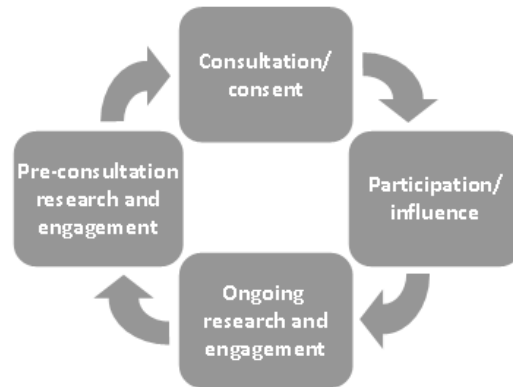 Consultation/
consent
Participation/
influence
Ongoing
research and
engagement
Pre-consultation
research and
engagement